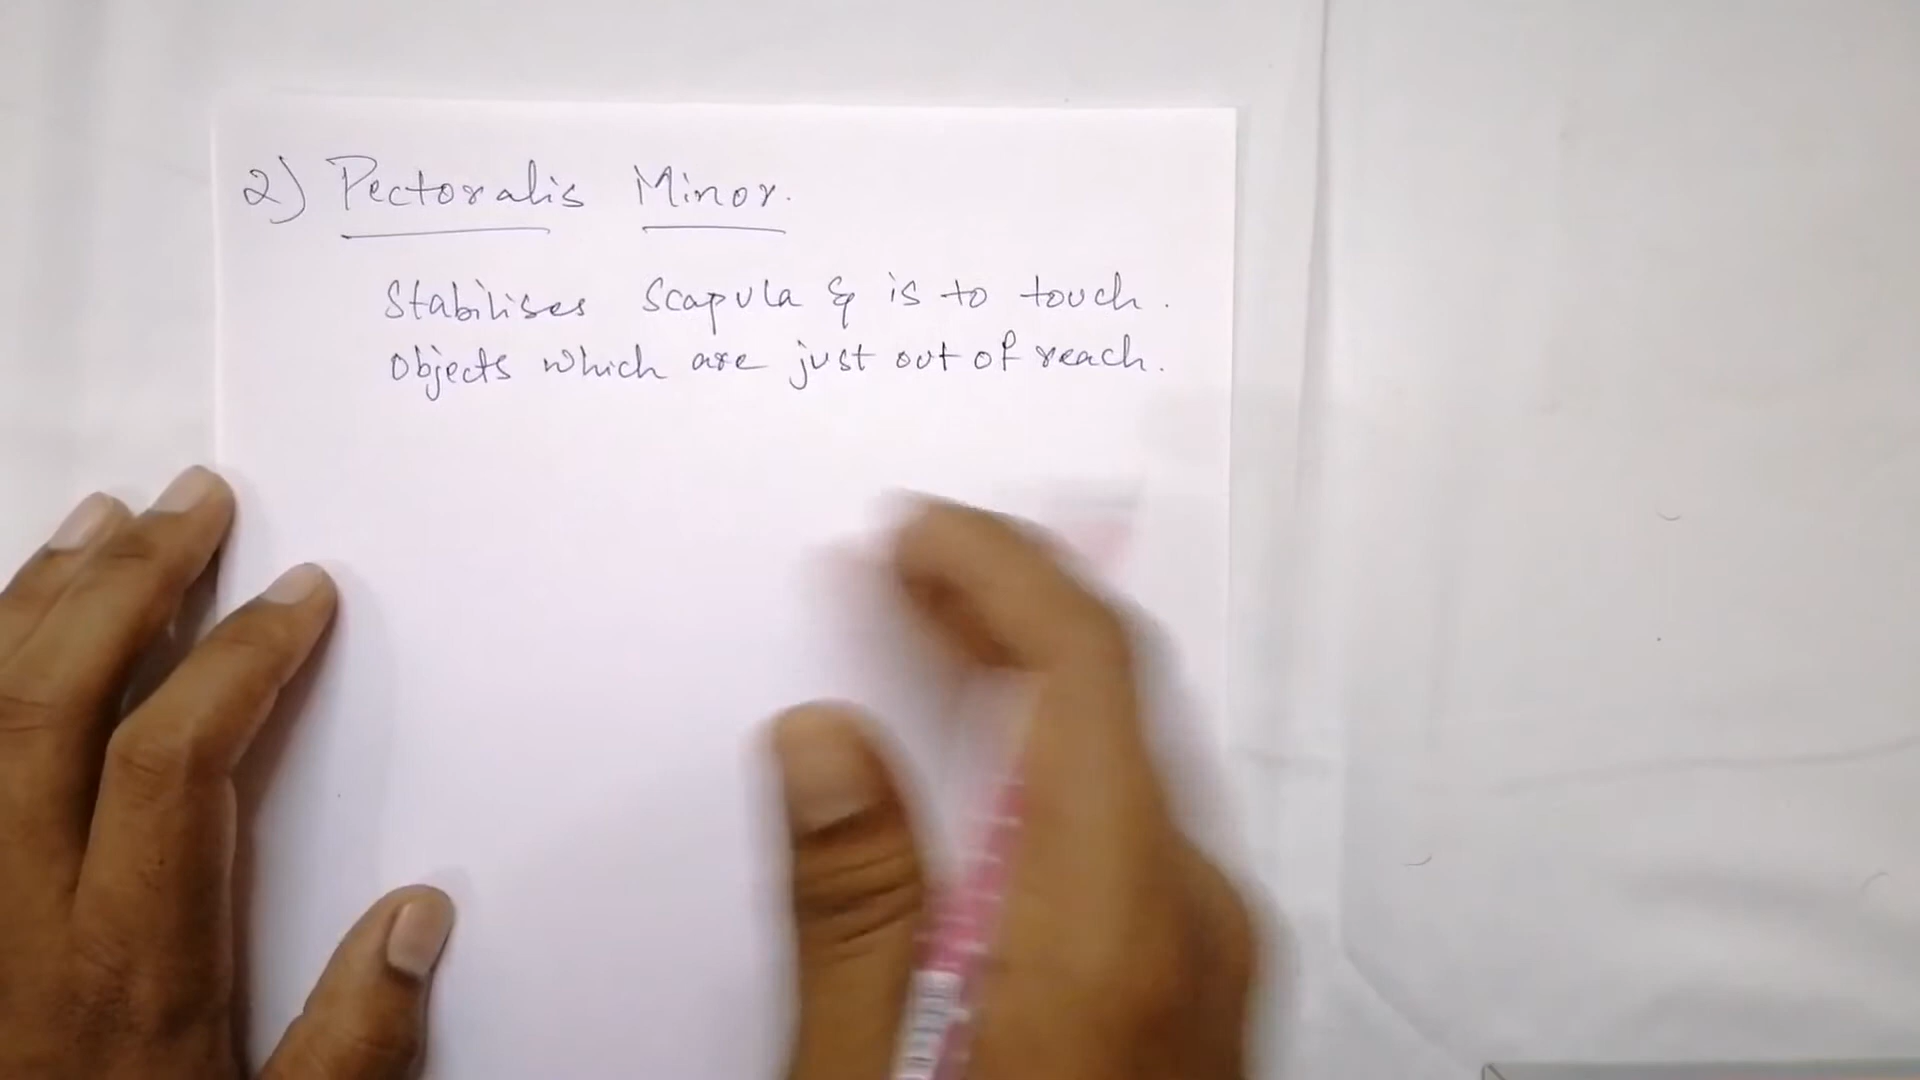 2) Pectoralis Minor.
Stabilises Scapula & is to touch.
Objects which are just out of reach.